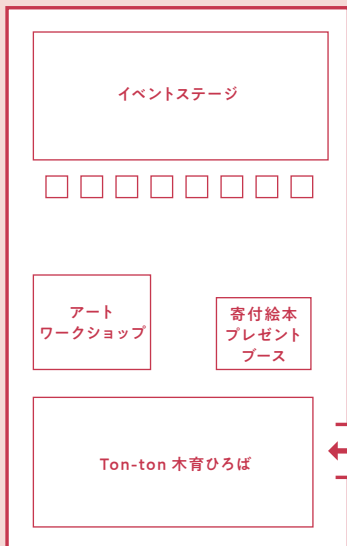 イベントステージ
アート
ワークショップ
寄付絵本
プレゼント
ブース
Ton-ton 木育ひろば